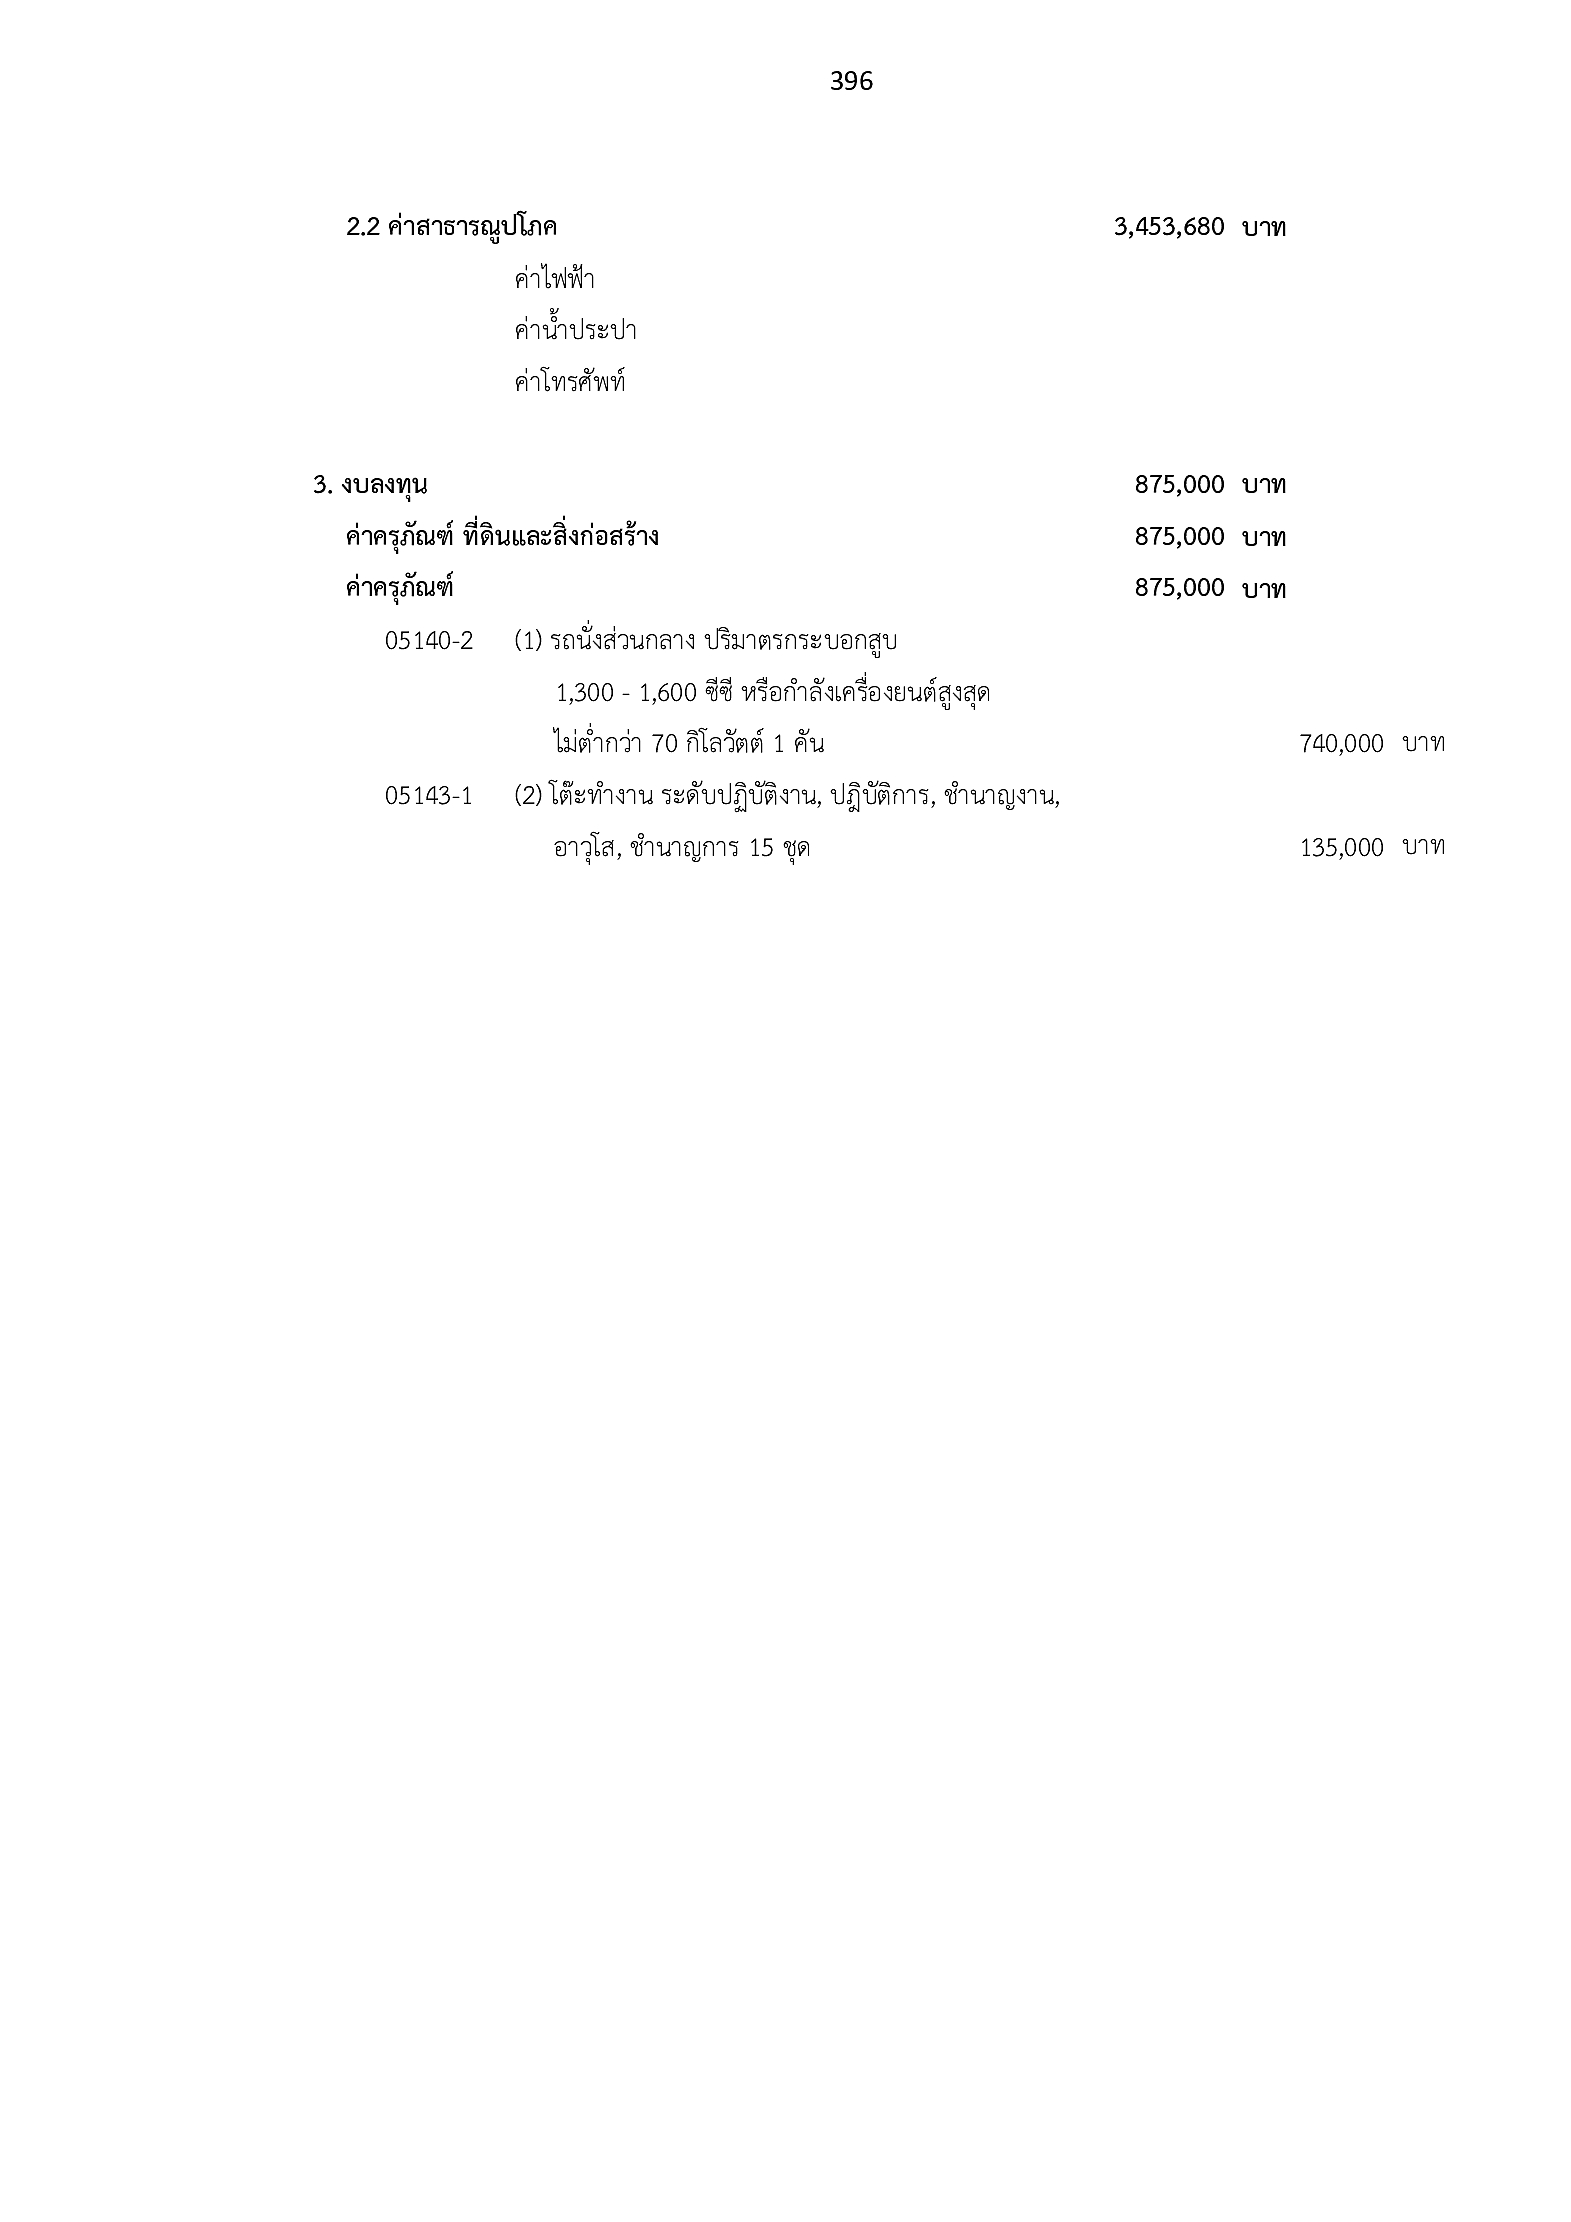 396
2.2 ค่าสาธารณูปโภค 3,453,680 บาท
ค่าไฟฟ้า
ค่าน้ำประปา
ค่าโทรศัพท์
3. งบลงทุน 875,000 บาท
ค่าครุภัณฑ์ ที่ดินและสิ่งก่อสร้าง 875,000 บาท
ค่าครุภัณฑ์ 875,000 บาท
05140-2 (1) รถนั่งส่วนกลาง ปริมาตรกระบอกสูบ
1,300 - 1,600 ซีซี หรือกำลังเครื่องยนต์สูงสุด
ไม่ต่ำกว่า 70 กิโลวัตต์ 1 คัน 740,000 บาท
05143-1 (2) โต๊ะทำงาน ระดับปฏิบัติงาน, ปฎิบัติการ, ชำนาญงาน,
อาวุโส, ชำนาญการ 15 ชุด 135,000 บาท